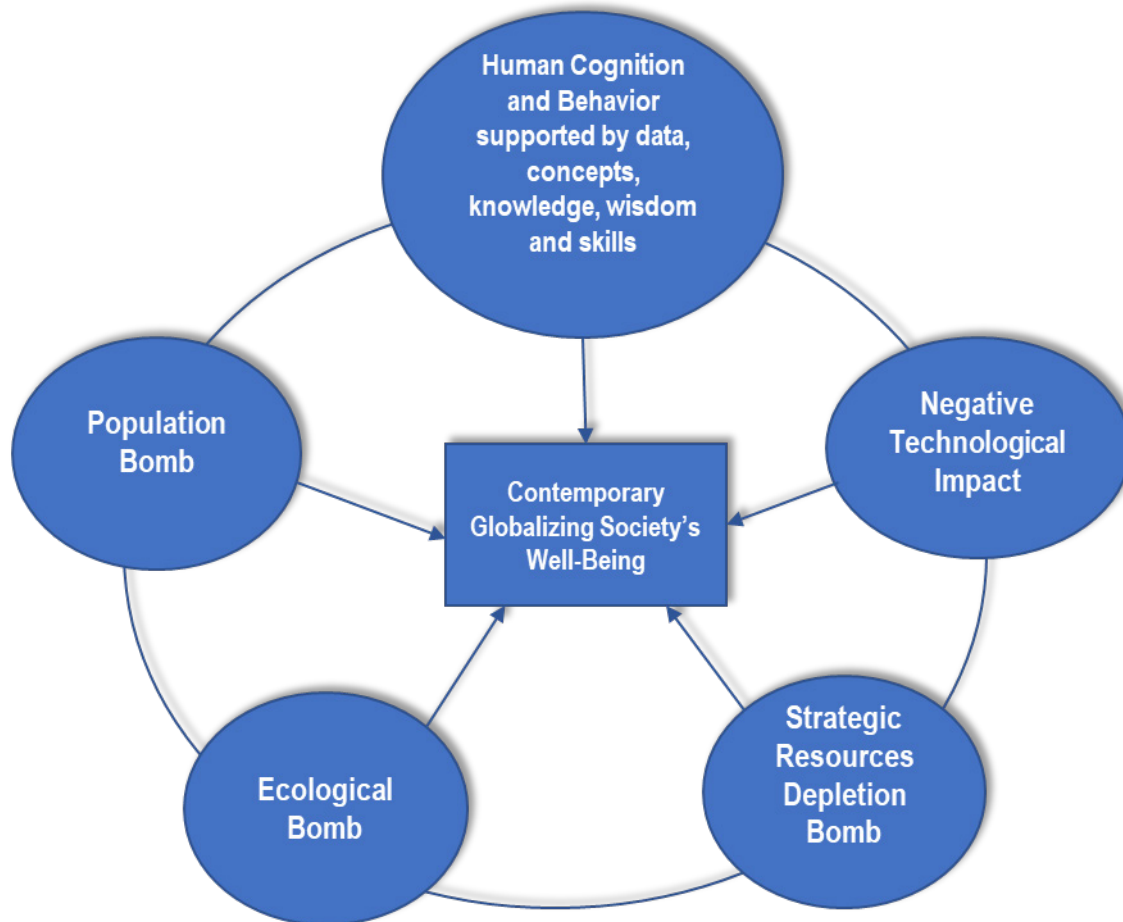 Human Cognition
and Behavior
supported by data,
concepts,
knowledge, wisdom
and skills
Population
Bomb
Negative
Technological
Impact
Contemporary
Globalizing Society’s
Well-Being
Ecological
Bomb
Strategic
Resources
Depletion
Bomb